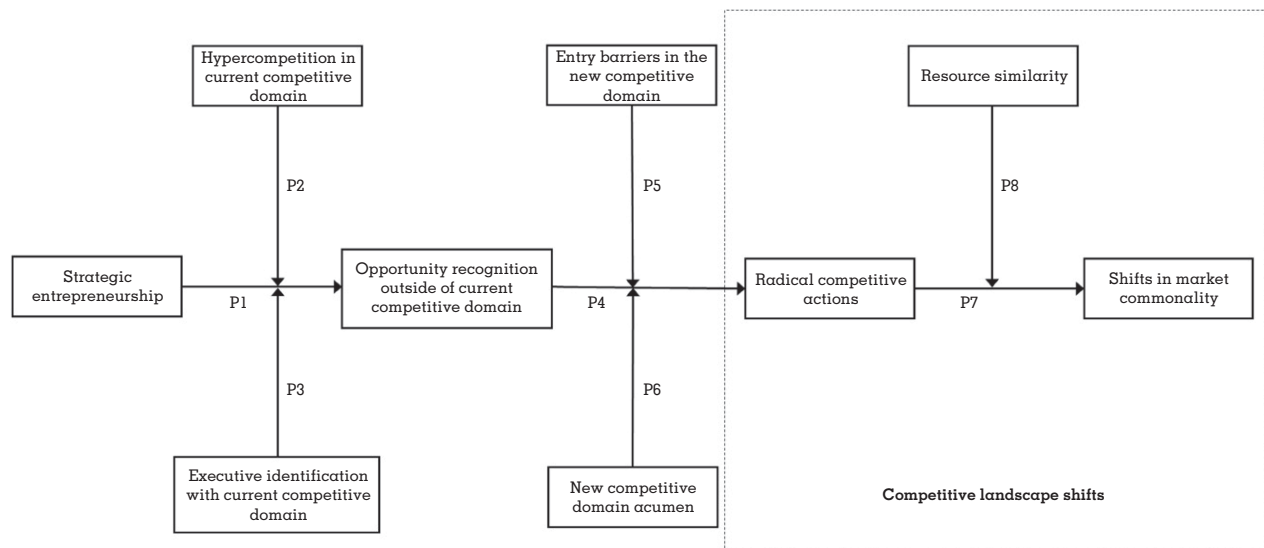 Hypercompetition in
current competitive
domain
Entry barriers in the
new competitive
domain
Resource similarity
P2
P5
P8
Strategic
entrepreneurship
P1
Opportunity recognition
outside of current
competitive domain
P4
Radical competitive
actions
P7
Shifts in market
commonality
P3
P6
Executive identification
with current competitive
domain
New competitive
domain acumen
Competitive landscape shifts